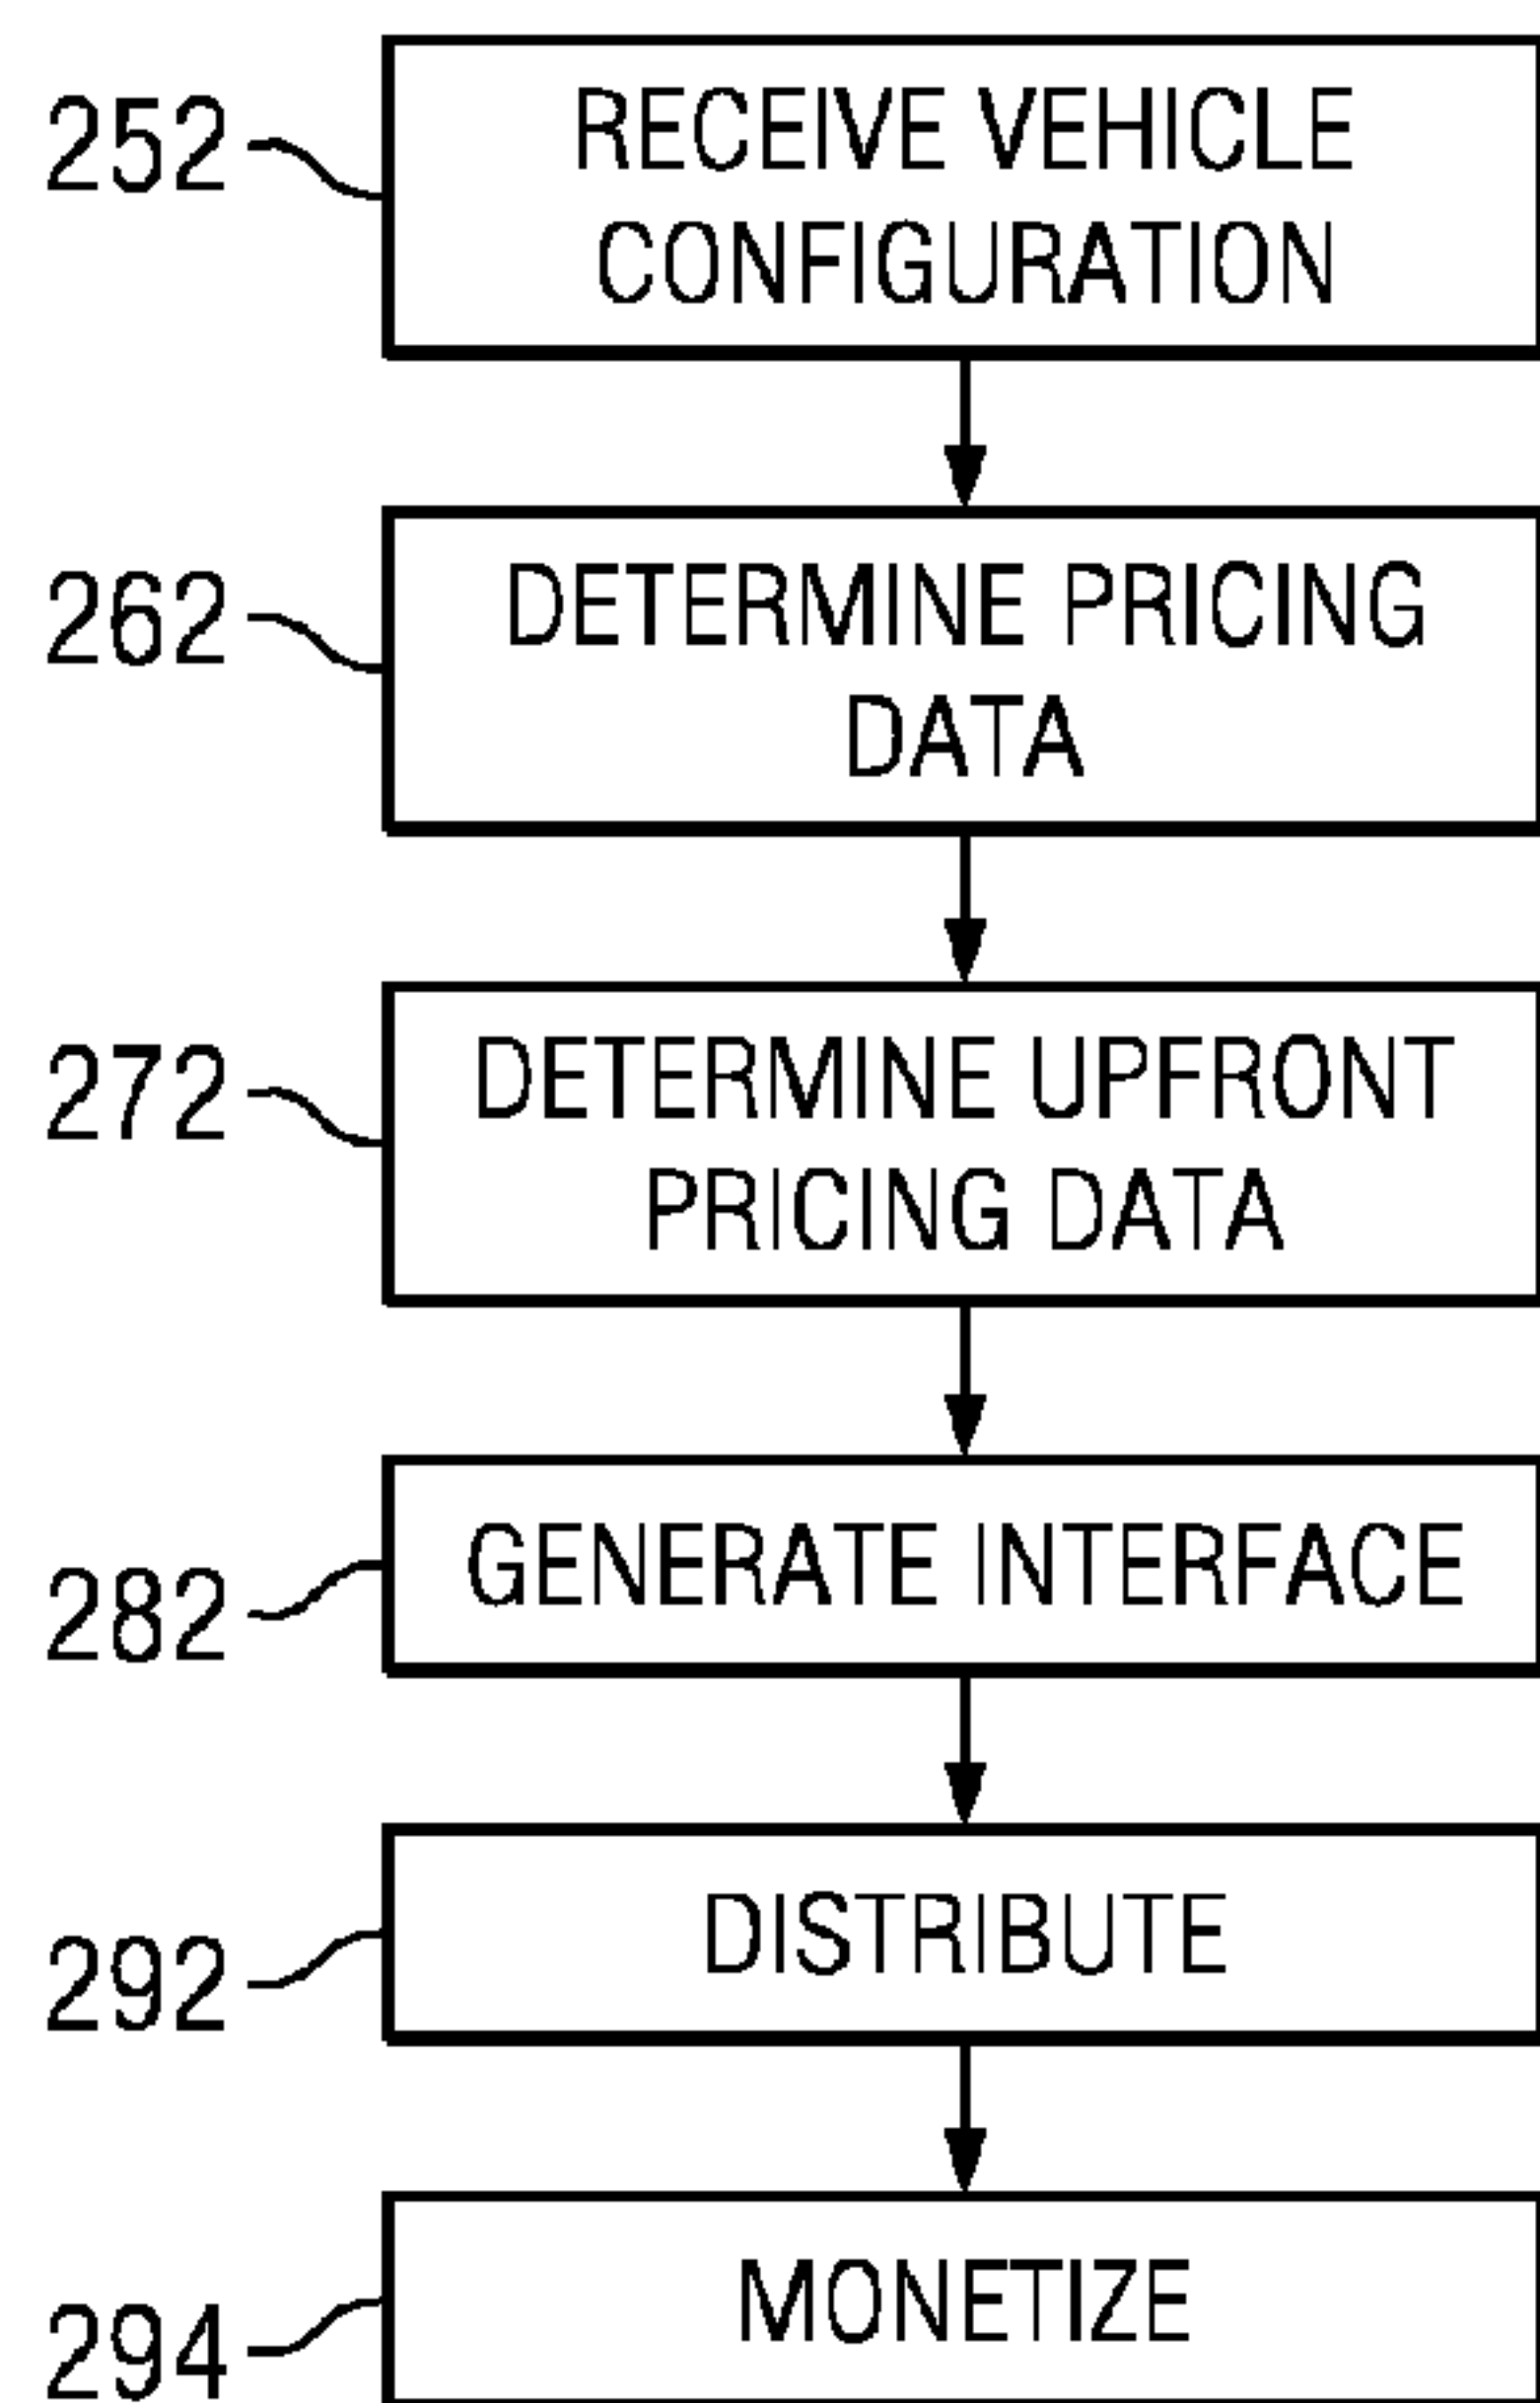 252
RECEIVE VEHICLE
CONFIGURATION
262
DETERMINE PRICING
DATA
272
DETERMINE UPFRONT
PRICING DATA
282
GENERATE INTERFACE
292
DISTRIBUTE
294
MONETIZE